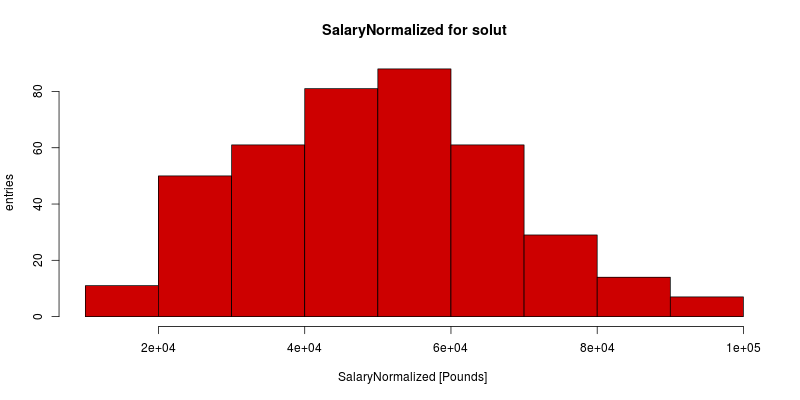 SalaryNormalized for solut
entries
80
60
40
20
0
2e+04 4e+04 6e+04 8e+04 1e+05
SalaryNormalized [Pounds]